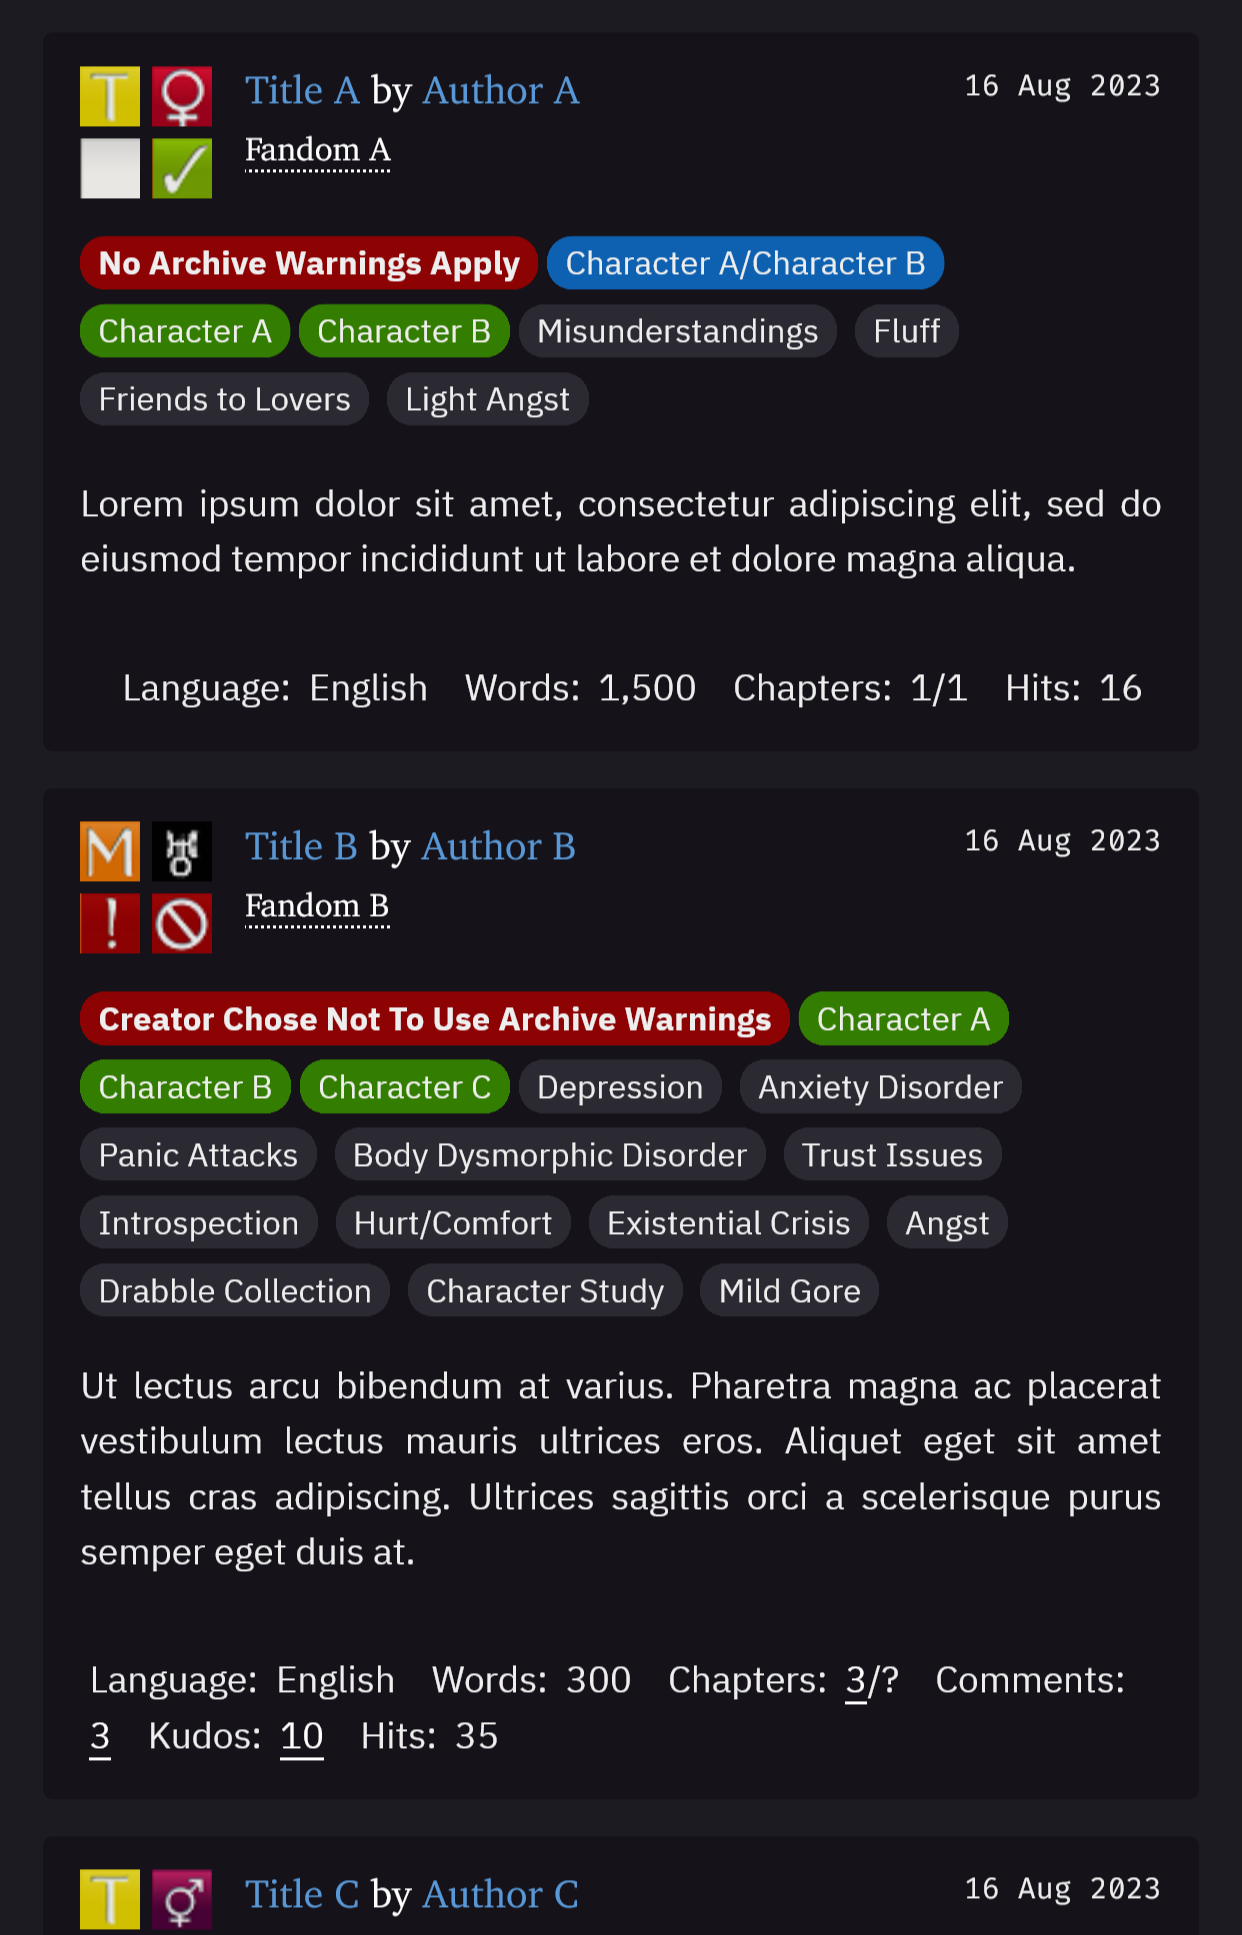 T
Title A by Author A
16 Aug 2023
Fandom A
No Archive Warnings Apply
Character A/Character B
Character A
Character B
Misunderstandings
Fluff
Friends to Lovers
Light Angst
Lorem ipsum dolor sit amet, consectetur adipiscing elit, sed do
eiusmod tempor incididunt ut labore et dolore magna aliqua.
Language: English Words: 1,500 Chapters: 1/1 Hits: 16
M
Title B by Author B
16 Aug 2023
!
Fandom B
Creator Chose Not To Use Archive Warnings
Character A
Character B
Character C
Depression
Anxiety Disorder
Panic Attacks
Body Dysmorphic Disorder
Trust Issues
Introspection
Hurt/Comfort
Existential Crisis
Angst
Drabble Collection
Character Study
Mild Gore
Ut lectus arcu bibendum at varius. Pharetra magna ac placerat
vestibulum lectus mauris ultrices eros. Aliquet eget sit amet
tellus cras adipiscing. Ultrices sagittis orci a scelerisque purus
semper eget duis at.
Language: English Words: 300 Chapters: 3/? Comments:
3 Kudos: 10 Hits: 35
T
Title C by Author C
16 Aug 2023